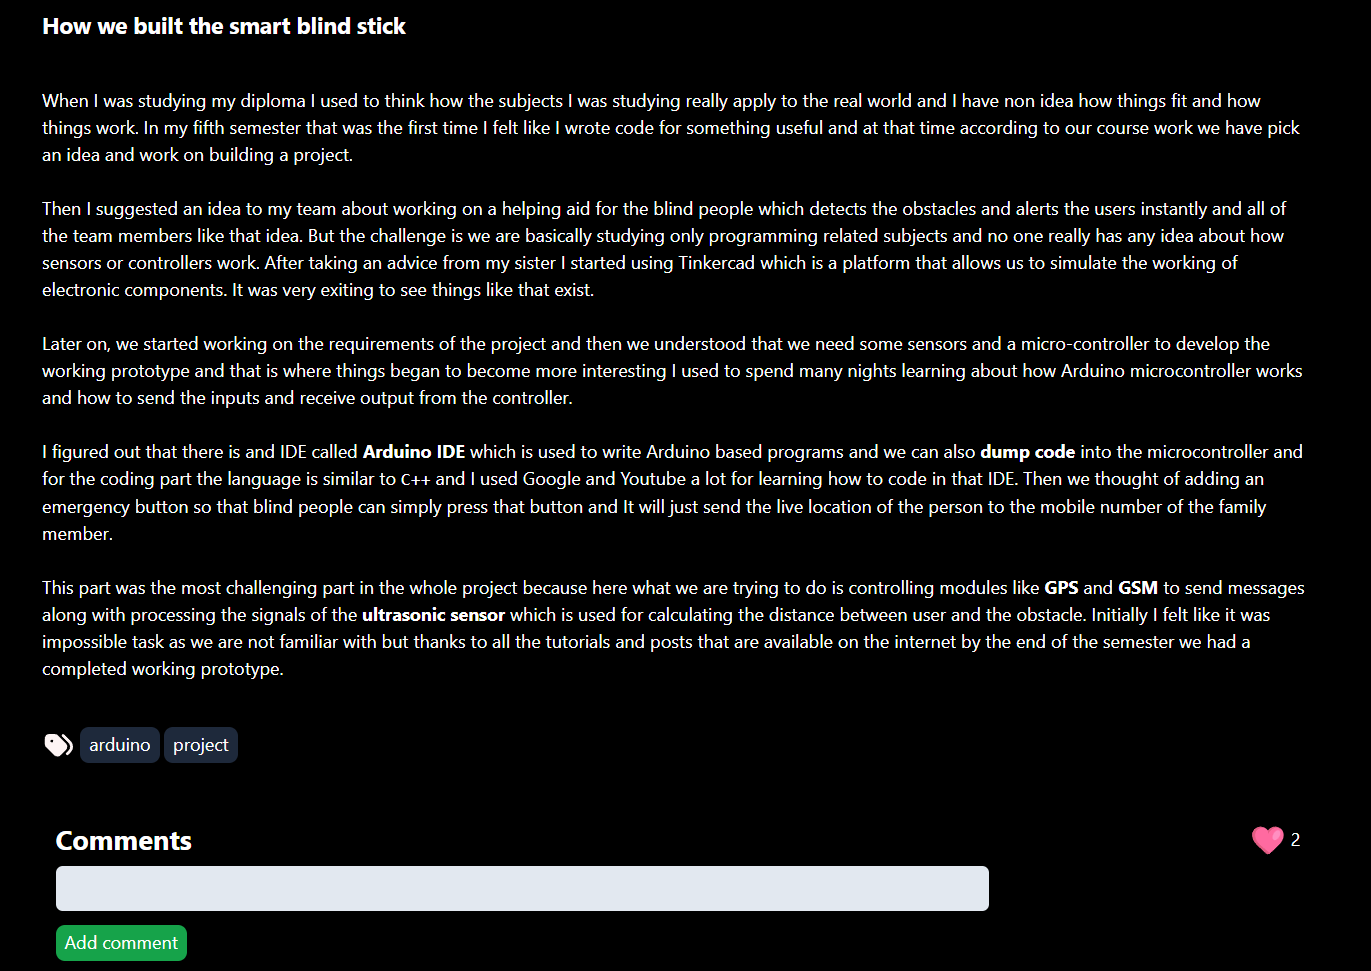 How we built the smart blind stick
When I was studying my diploma I used to think how the subjects I was studying really apply to the real world and I have non idea how things fit and how
things work. In my fifth semester that was the first time I felt like I wrote code for something useful and at that time according to our course work we have pick
an idea and work on building a project.
Then I suggested an idea to my team about working on a helping aid for the blind people which detects the obstacles and alerts the users instantly and all of
the team members like that idea. But the challenge is we are basically studying only programming related subjects and no one really has any idea about how
sensors or controllers work. After taking an advice from my sister I started using Tinkercad which is a platform that allows us to simulate the working of
electronic components. It was very exiting to see things like that exist.
Later on, we started working on the requirements of the project and then we understood that we need some sensors and a micro-controller to develop the
working prototype and that is where things began to become more interesting I used to spend many nights learning about how Arduino microcontroller works
and how to send the inputs and receive output from the controller.
I figured out that there is and IDE called Arduino IDE which is used to write Arduino based programs and we can also dump code into the microcontroller and
for the coding part the language is similar to C++ and I used Google and Youtube a lot for learning how to code in that IDE. Then we thought of adding an
emergency button so that blind people can simply press that button and It will just send the live location of the person to the mobile number of the family
member.
This part was the most challenging part in the whole project because here what we are trying to do is controlling modules like GPS and GSM to send messages
along with processing the signals of the ultrasonic sensor which is used for calculating the distance between user and the obstacle. Initially I felt like it was
impossible task as we are not familiar with but thanks to all the tutorials and posts that are available on the internet by the end of the semester we had a
completed working prototype.
arduino project
Comments 2
Add comment